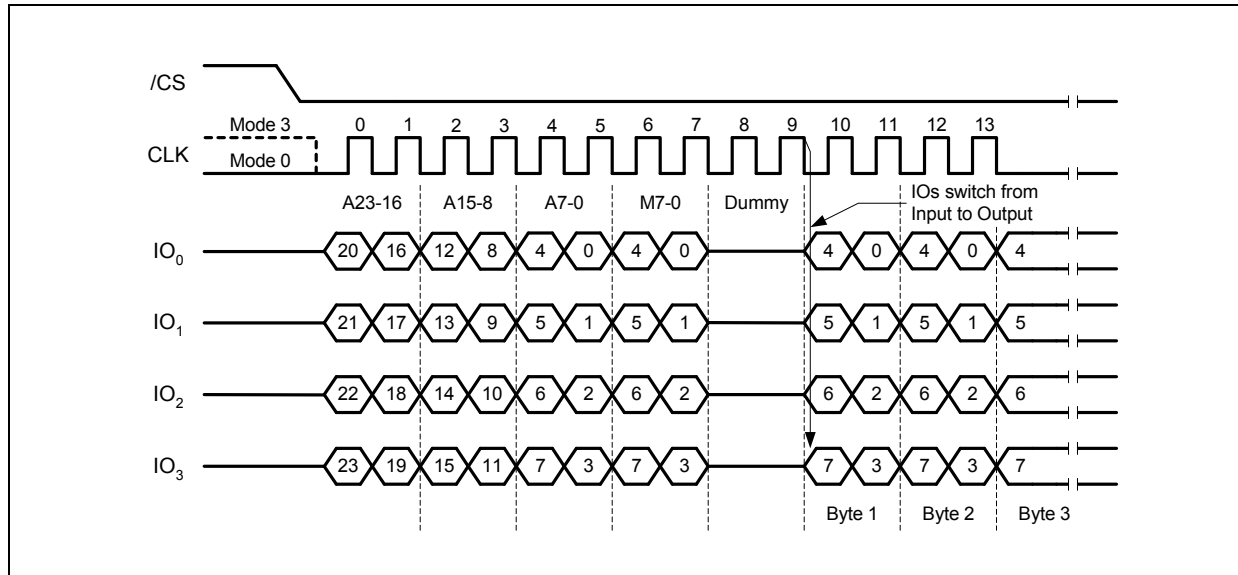 /CS
Mode 3 0 1 2 3 4 5 6 7 8 9 10 11 12 13
CLK
Mode 0
A23-16 A15-8 A7-0 M7-0 Dummy
IOs switch from
Input to Output
IO0 20 16 12 8 4 0 4 0 4 0 4 0 4
IO1 21 17 13 9 5 1 5 1 5 1 5 1 5
IO2 22 18 14 10 6 2 6 2 6 2 6 2 6
IO3 23 19 15 11 7 3 7 3 7 3 7 3 7
Byte 1 Byte 2 Byte 3